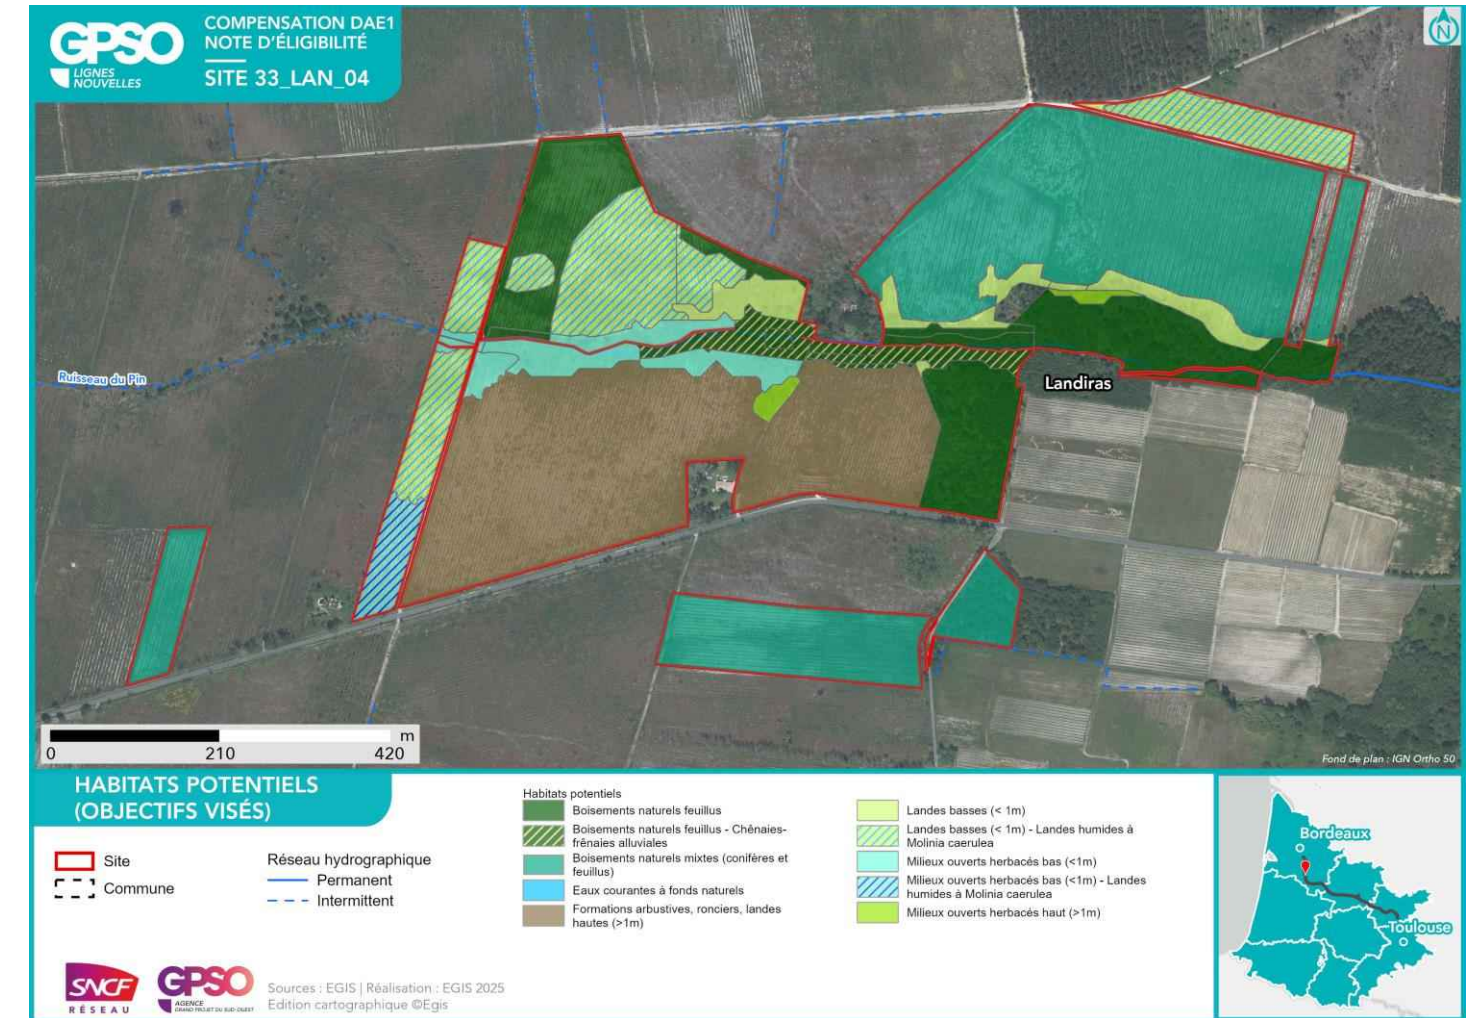 GPSO
LIGNES
NOUVELLES
COMPENSATION DAE1
NOTE D'ÉLIGIBILITÉ
SITE 33_LAN_04
N
Ruisseau du Pin
Landiras
m
0 210 420
Fond de plan : IGN Ortho 50
HABITATS POTENTIELS
(OBJECTIFS VISÉS)
Site
Commune
Réseau hydrographique
Permanent
Intermittent
Habitats potentiels
Boisements naturels feuillus
Boisements naturels feuillus - Chênaies-
frênaies alluviales
Boisements naturels mixtes (conifères et
feuillus)
Eaux courantes à fonds naturels
Formations arbustives, ronciers, landes
hautes (>1m)
Landes basses (< 1m)
Landes basses (< 1m) - Landes humides à
Molinia caerulea
Milieux ouverts herbacés bas (<1m)
Milieux ouverts herbacés bas (<1m) - Landes
humides à Molinia caerulea
Milieux ouverts herbacés haut (>1m)
Bordeaux
Toulouse
SNCF
RÉSEAU
GPSO
AGENCE
GRAND PROJET DU SUD-OUEST
Sources : EGIS | Réalisation : EGIS 2025
Edition cartographique ©Egis